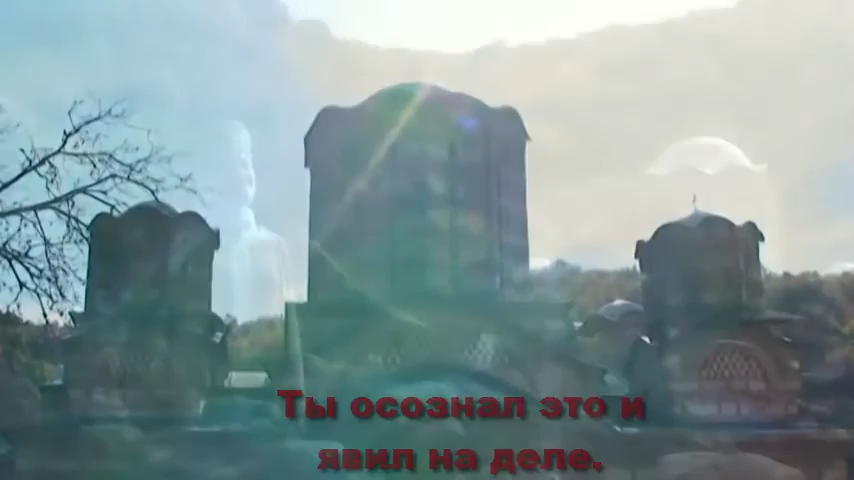 Ты осознал это и
явил на деле.